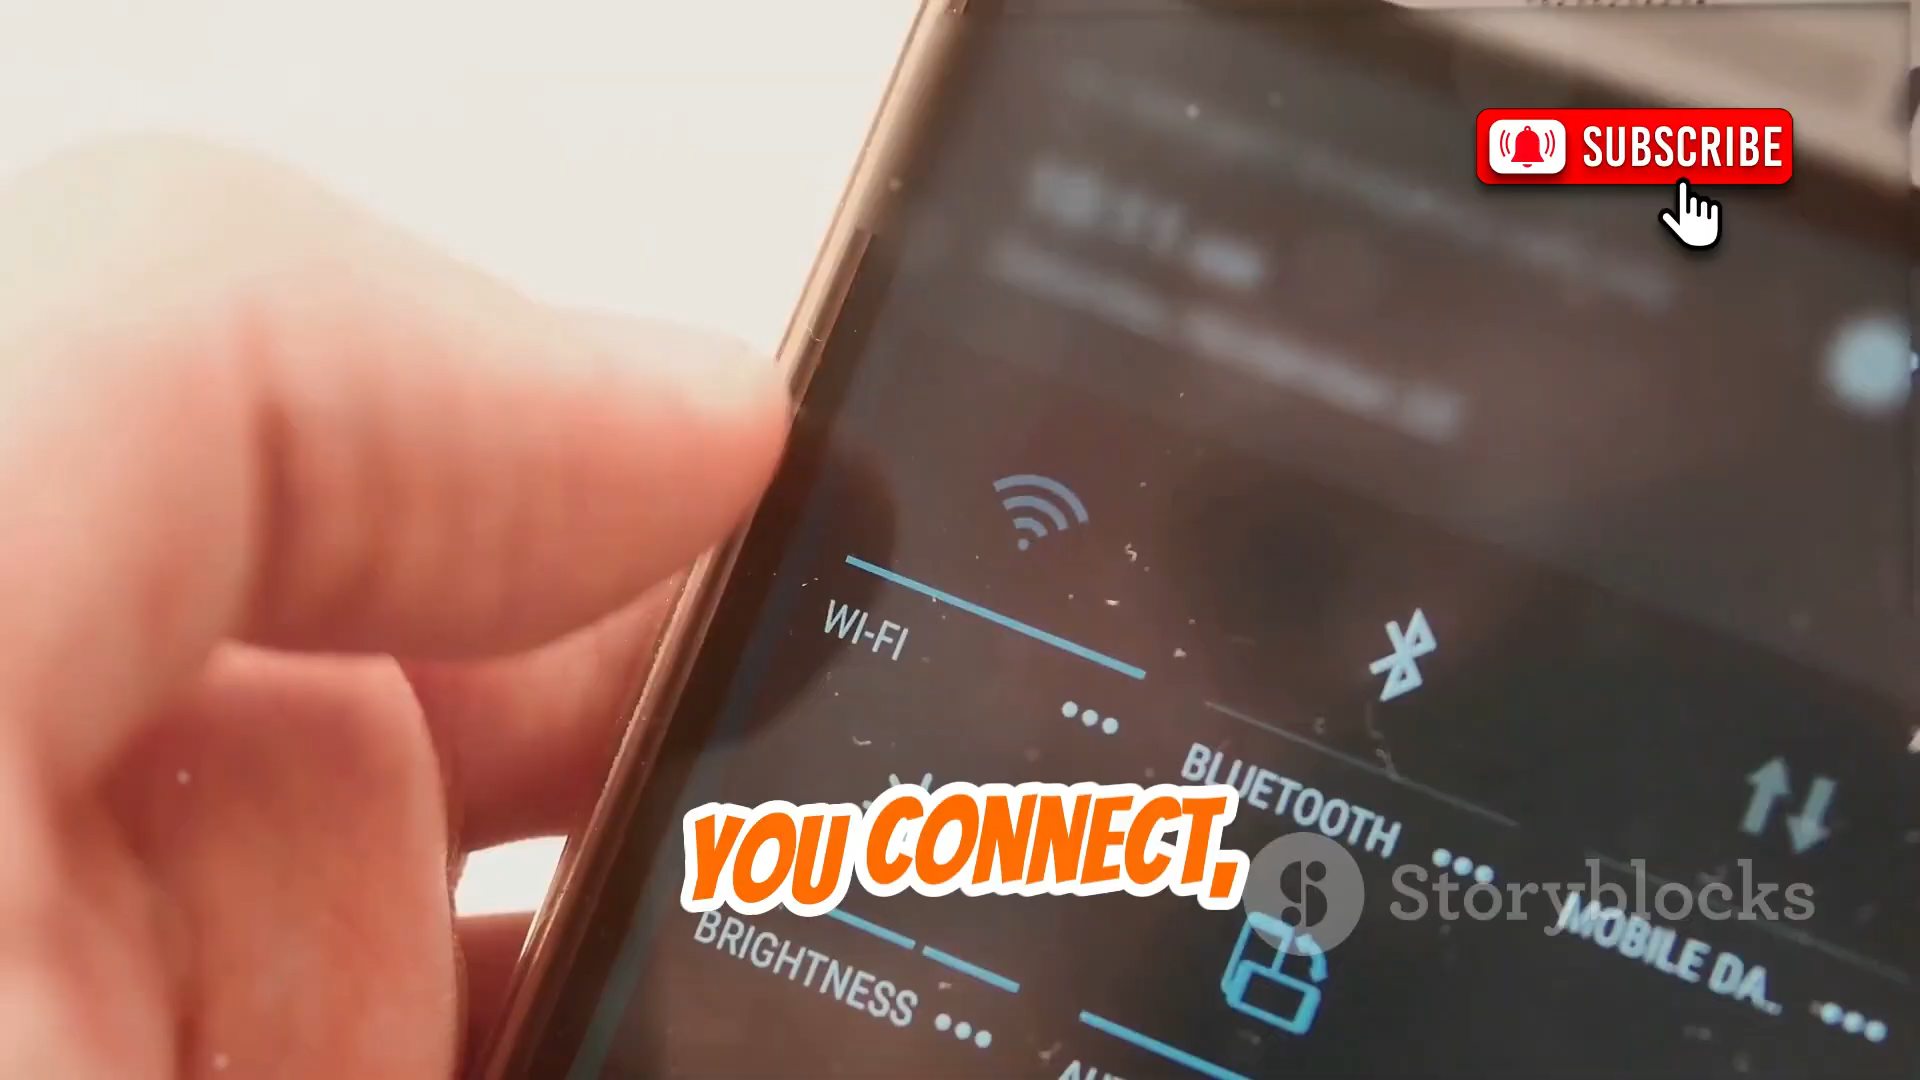 SUBSCRIBE
WI-FI
BLUETOOTH
YOU CONNECT,
Storyblocks
MOBILE DA..
BRIGHTNESS